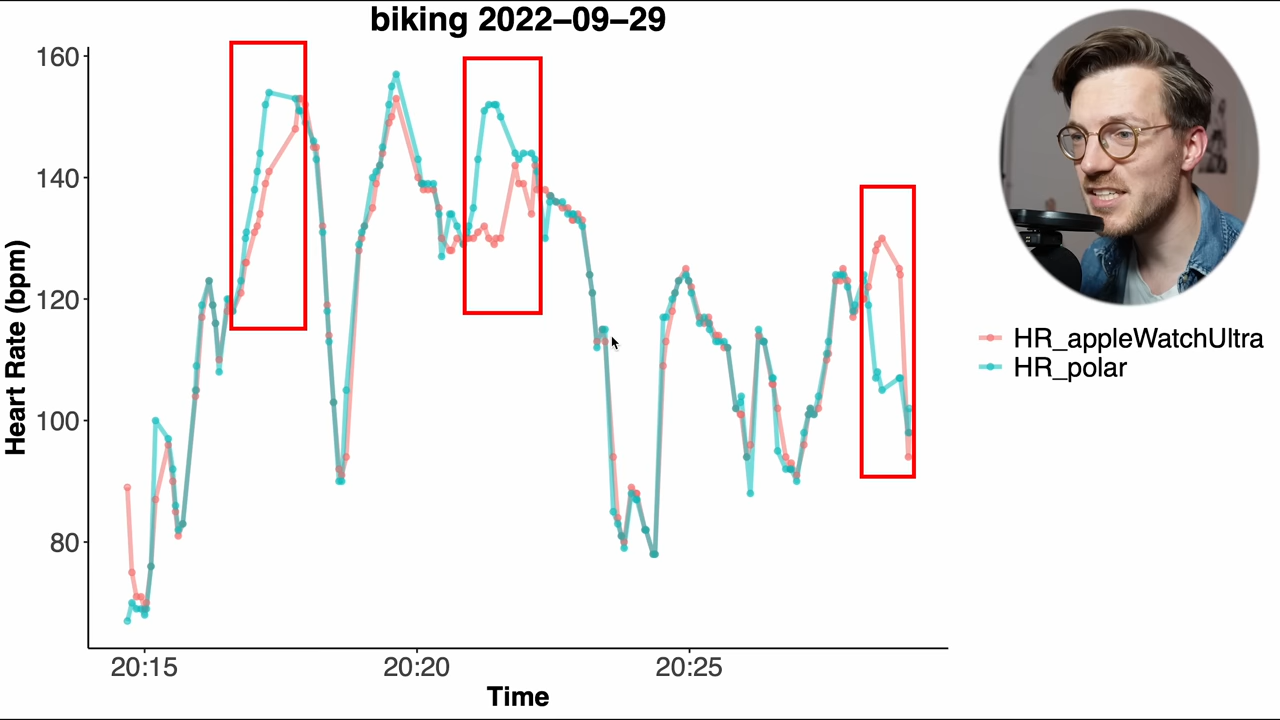 biking 2022–09–29
160
140
120
100
80
Heart Rate (bpm)
20:15
20:20
20:25
Time
HR_appleWatchUltra
HR_polar